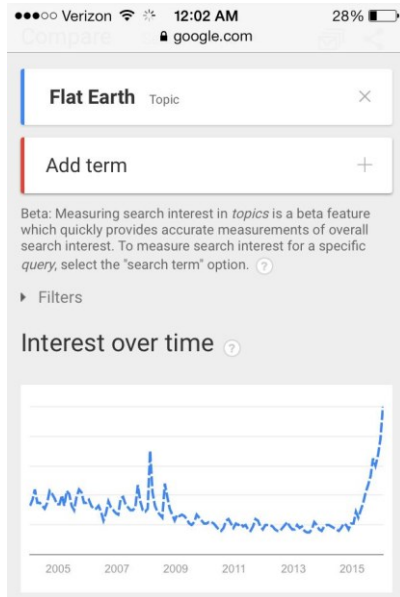 Verizon 12:02 AM 28%
Compare
google.com
Flat Earth Topic
Add term
Beta: Measuring search interest in topics is a beta feature
which quickly provides accurate measurements of overall
search interest. To measure search interest for a specific
query, select the "search term" option. ?
Filters
Interest over time ?
2005 2007 2009 2011 2013 2015